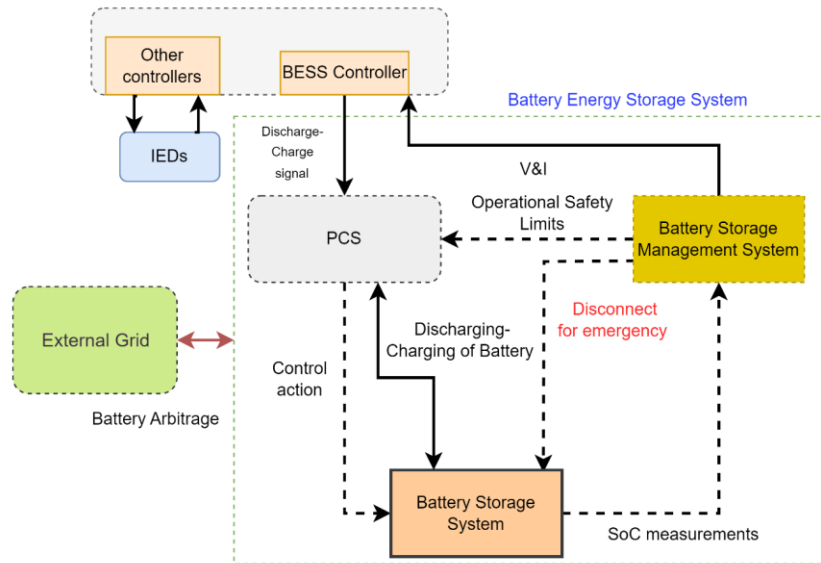 Other
controllers
BESS Controller
Battery Energy Storage System
IEDs
Discharge-
Charge
signal
V&I
Operational Safety
Limits
PCS
Battery Storage
Management System
External Grid
Disconnect
for emergency
Discharging-
Charging of Battery
Control
action
Battery Arbitrage
Battery Storage
System
SoC measurements